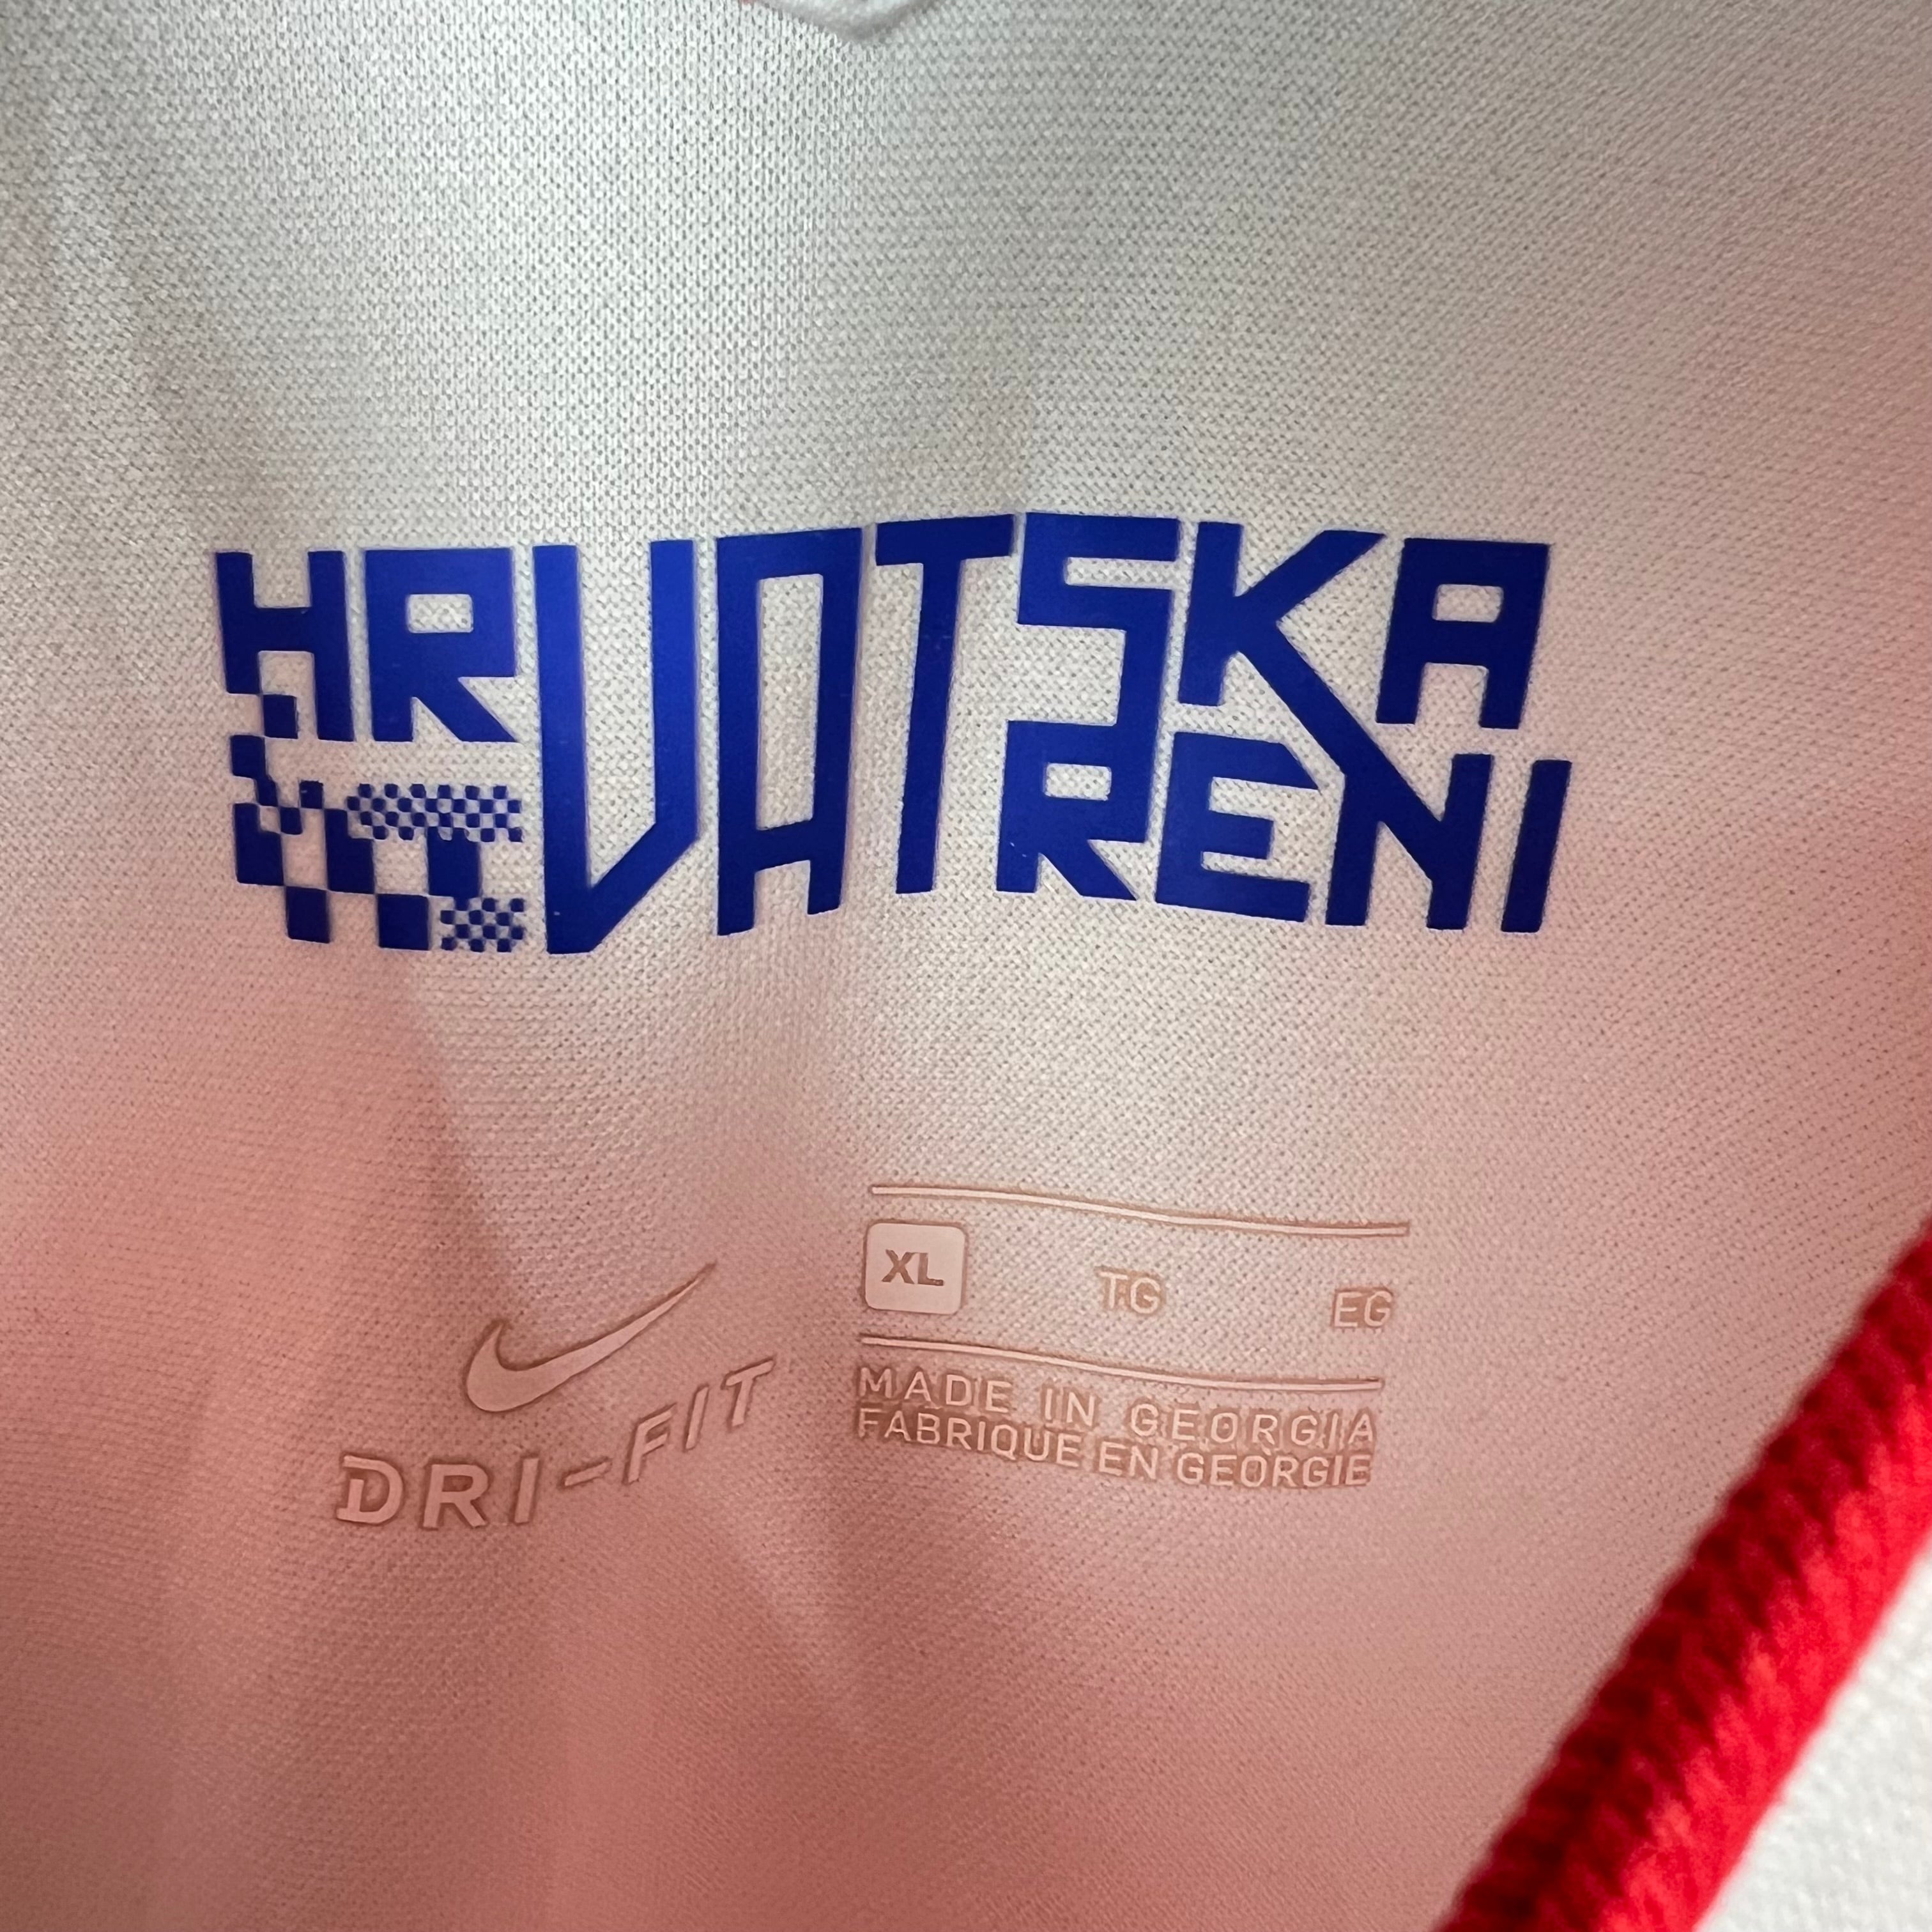 HRVATSKA
VATRENI
XL TG EG
MADE IN GEORGIA
FABRIQUE EN GEORGIE
DRI-FIT